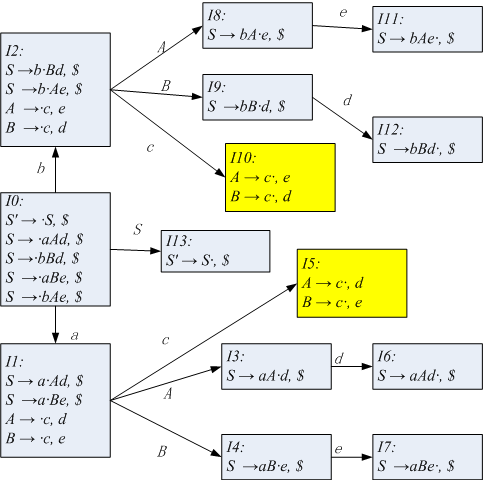 I2:
S →b·Bd, $
S →b·Ae, $
A →·c, e
B →·c, d
I8:
S → bA·e, $
e
I11:
S → bAe·, $
A
B
I9:
S →bB·d, $
d
I12:
S →bBd·, $
c
I10:
A → c·, e
B → c·, d
b
I0:
S' → ·S, $
S → ·aAd, $
S →·bBd, $
S →·aBe, $
S →·bAe, $
S
I13:
S' → S·, $
I5:
A → c·, d
B → c·, e
a
I1:
S → a·Ad, $
S →a·Be, $
A → ·c, d
B → ·c, e
c
A
B
I3:
S → aA·d, $
d
I6:
S → aAd·, $
I4:
S →aB·e, $
e
I7:
S →aBe·, $